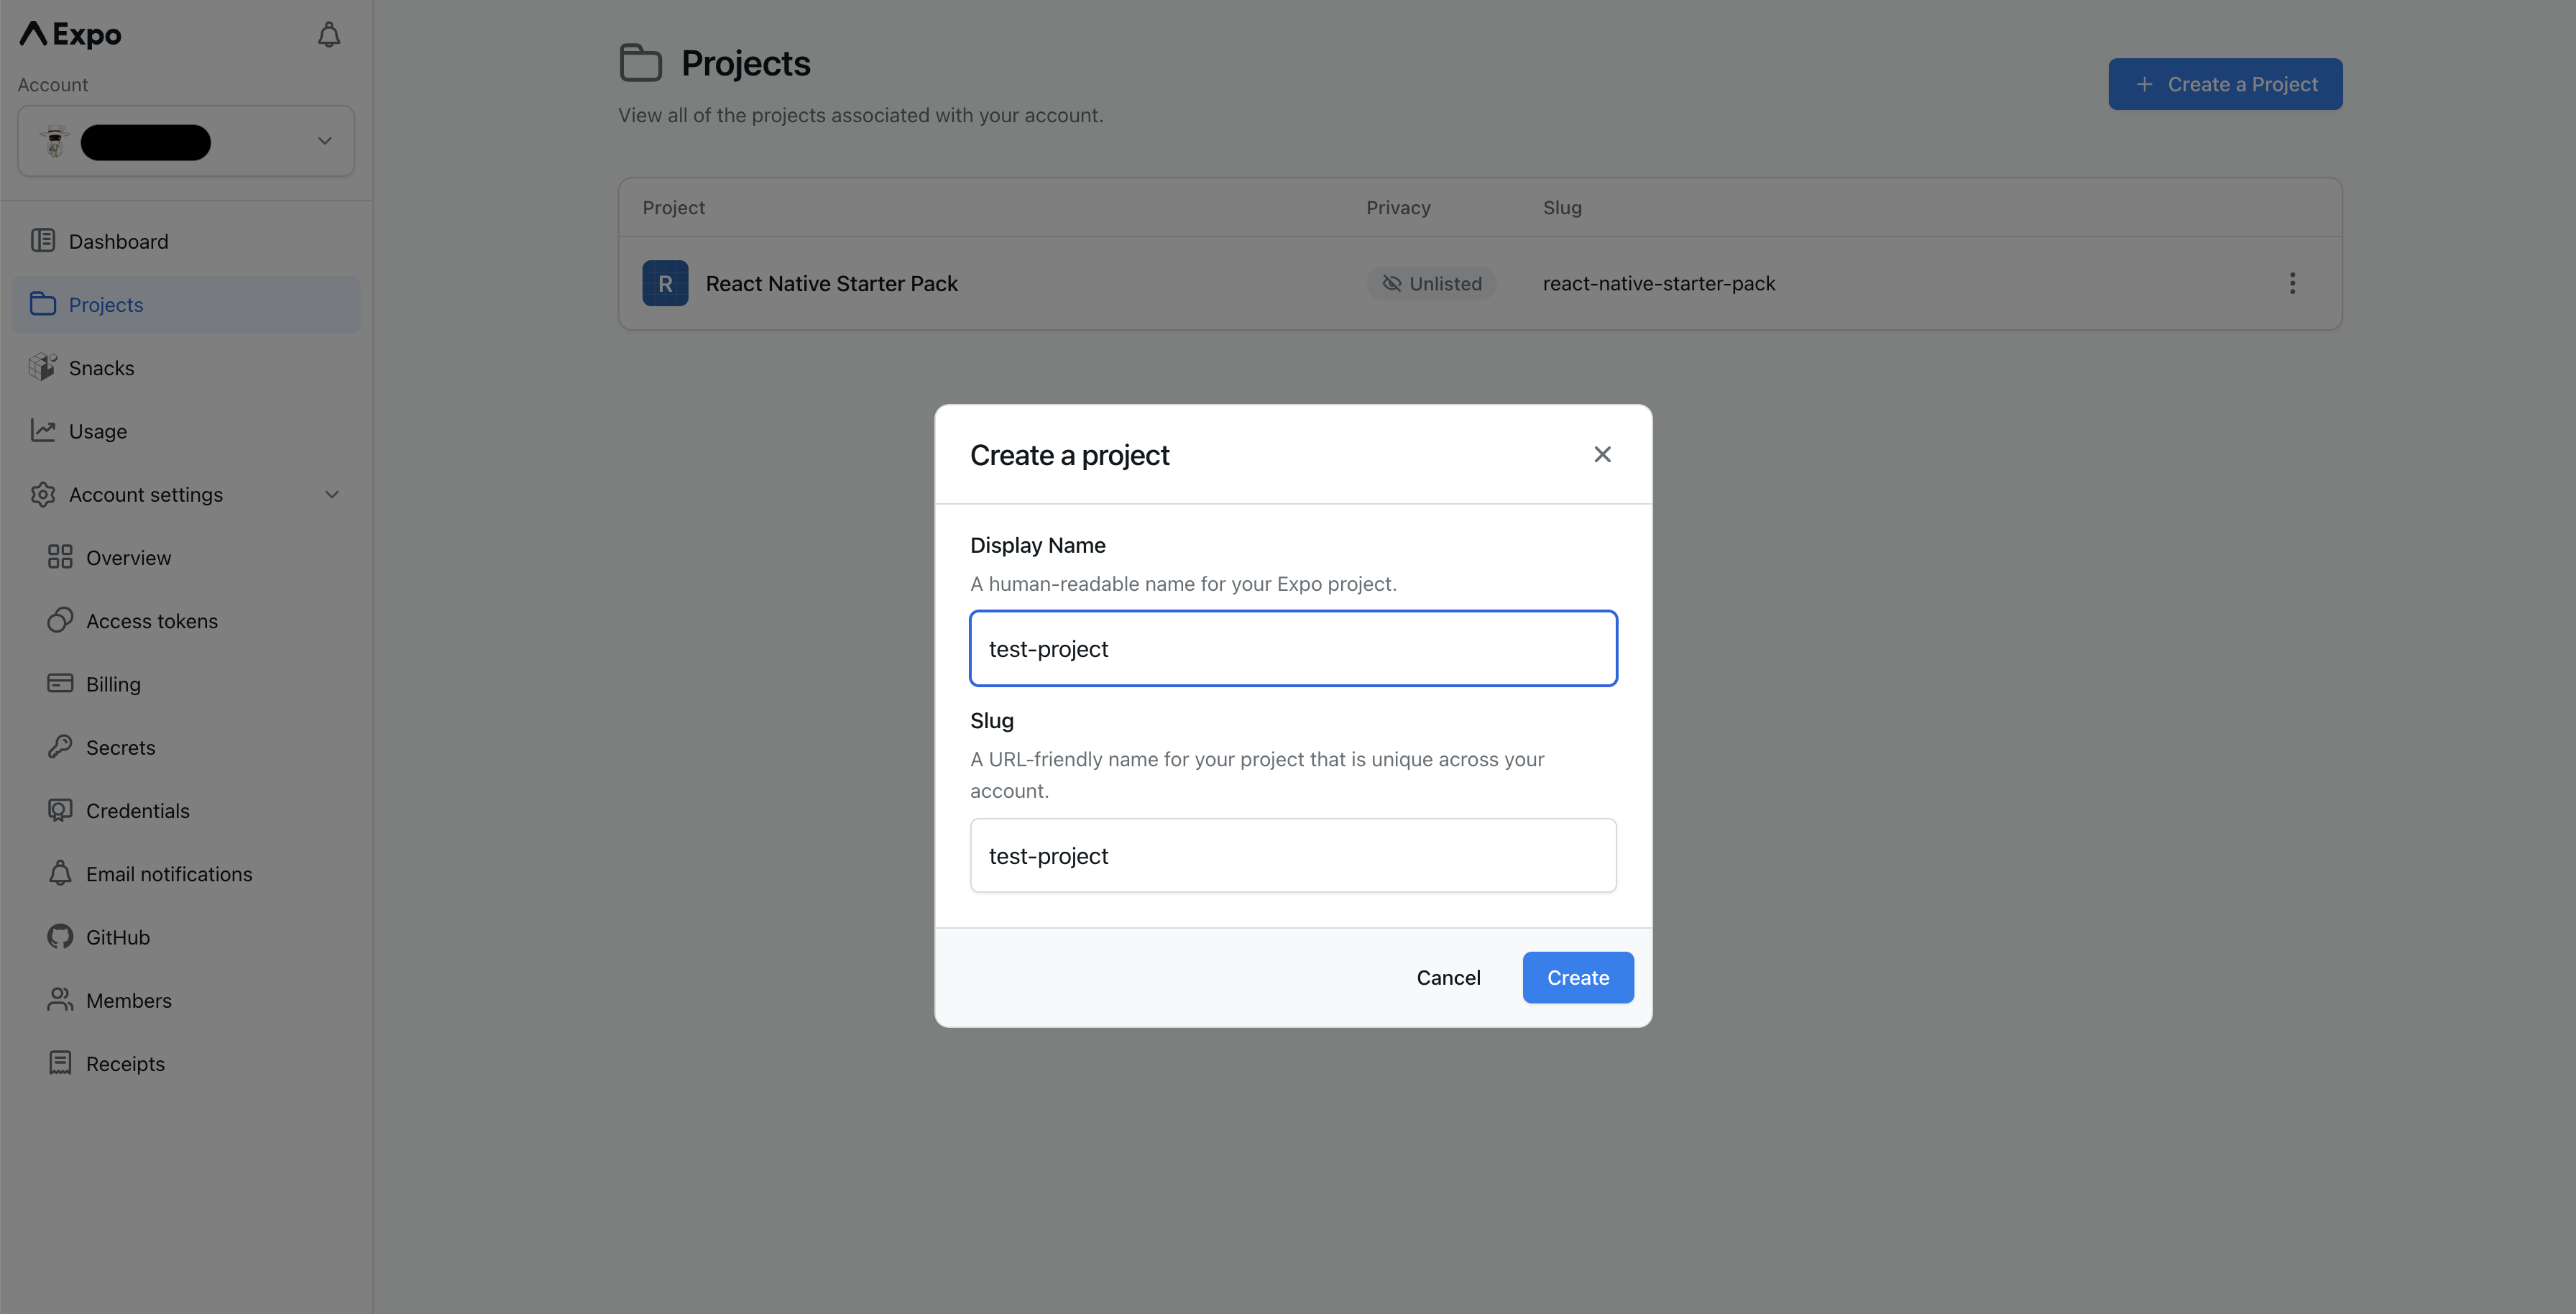 Expo
Account
Dashboard
Projects
Snacks
Usage
Account settings
Overview
Access tokens
Billing
Secrets
Credentials
Email notifications
GitHub
Members
Receipts
Projects
View all of the projects associated with your account.
+ Create a Project
Project Privacy Slug
R React Native Starter Pack Unlisted react-native-starter-pack
Create a project
Display Name
A human-readable name for your Expo project.
test-project
Slug
A URL-friendly name for your project that is unique across your
account.
test-project
Cancel Create